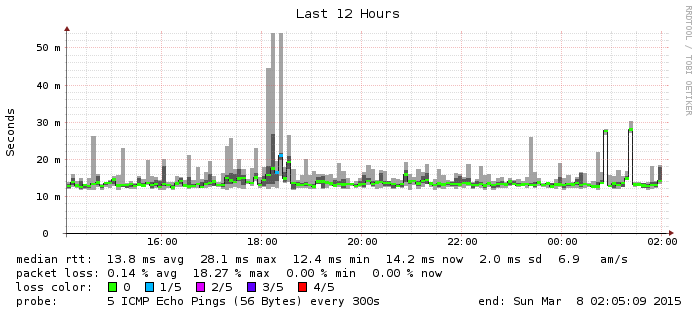 Last 12 Hours
RRDTOOL / TOBI OETIKER
Seconds
50 m
40 m
30 m
20 m
10 m
0
16:00 18:00 20:00 22:00 00:00 02:00
median rtt: 13.8 ms avg 28.1 ms max 12.4 ms min 14.2 ms now 2.0 ms sd 6.9 am/s
packet loss: 0.14 % avg 18.27 % max 0.00 % min 0.00 % now
loss color: 0 1/5 2/5 3/5 4/5
probe: 5 ICMP Echo Pings (56 Bytes) every 300s end: Sun Mar 8 02:05:09 2015